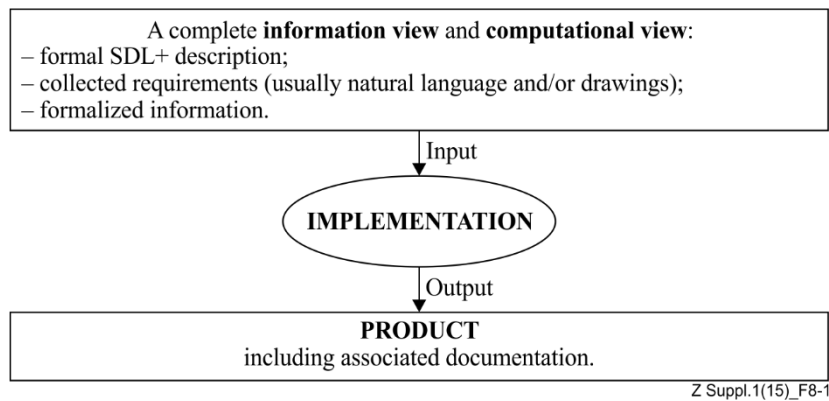 A complete information view and computational view:
– formal SDL+ description;
– collected requirements (usually natural language and/or drawings);
– formalized information.
Input
IMPLEMENTATION
Output
PRODUCT
including associated documentation.
Z Suppl.1(15)_F8-1